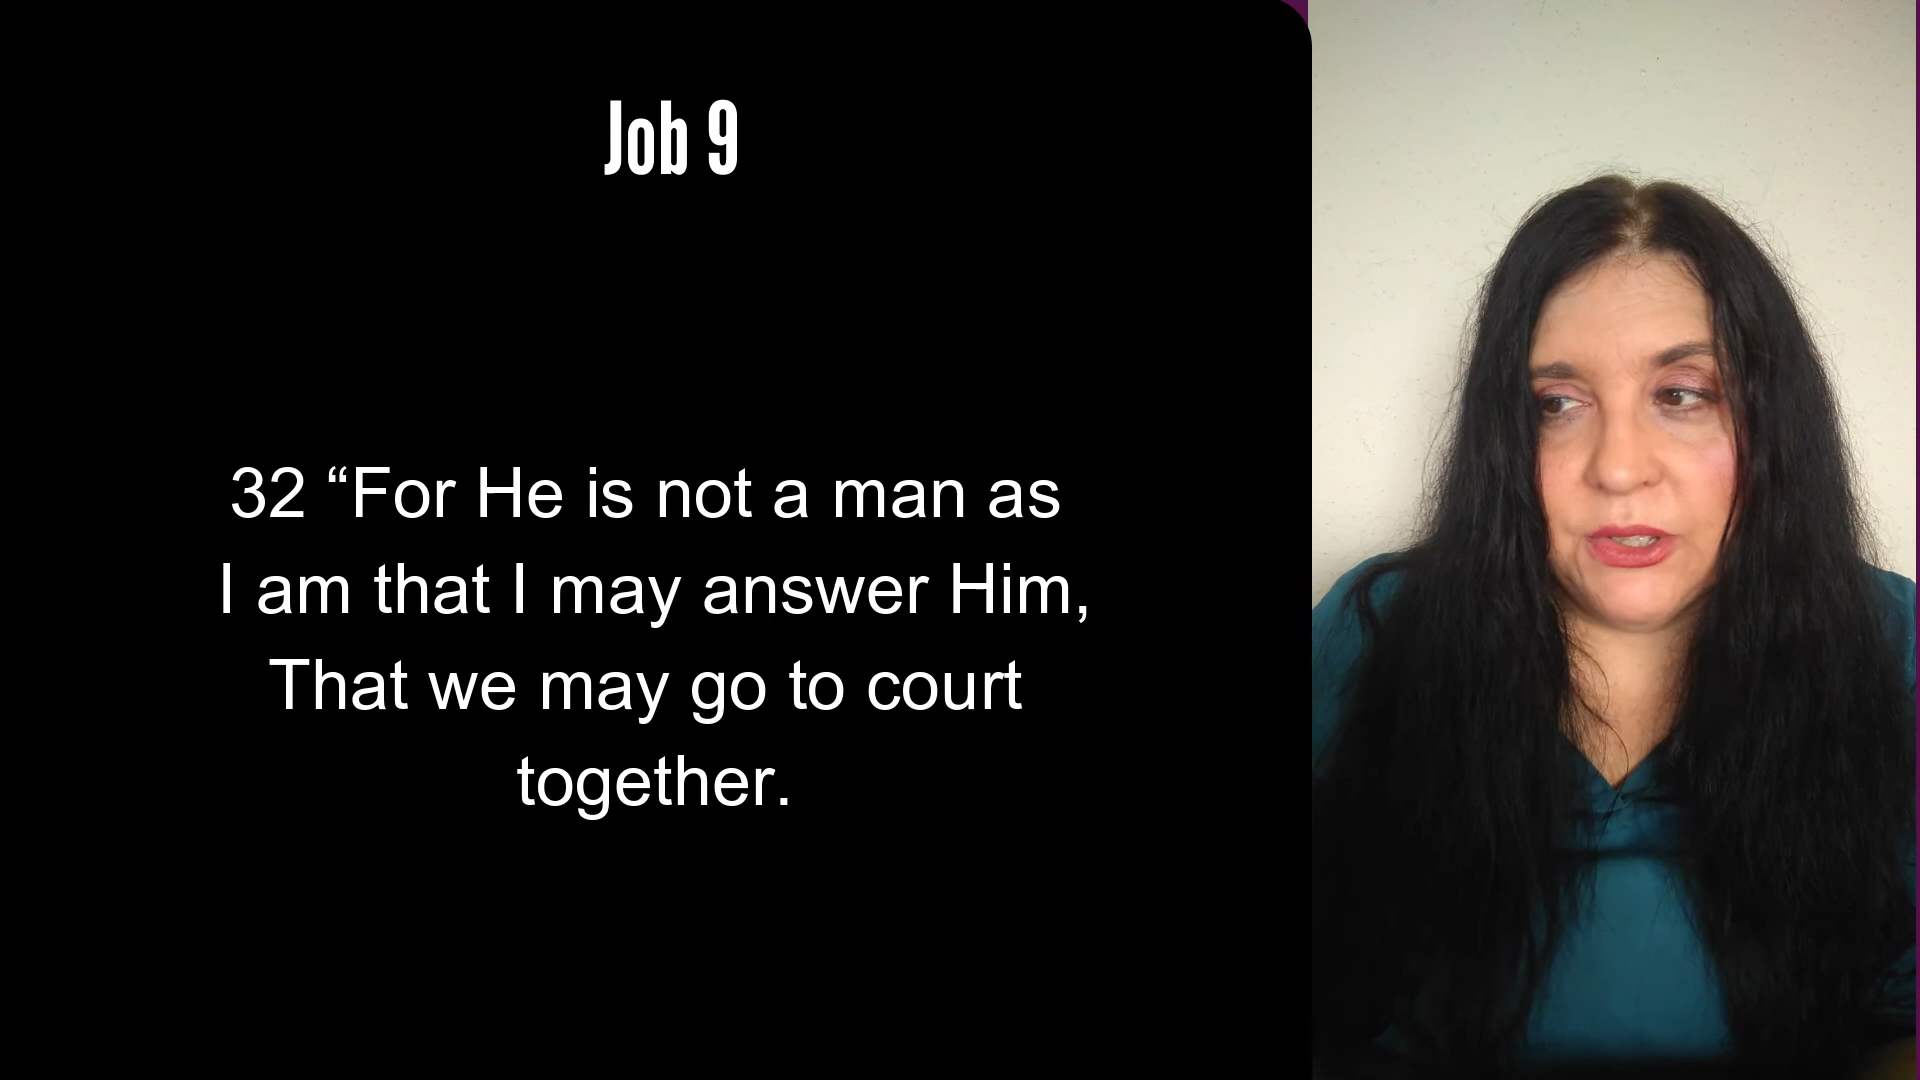 Job 9
32 “For He is not a man as
I am that I may answer Him,
That we may go to court
together.